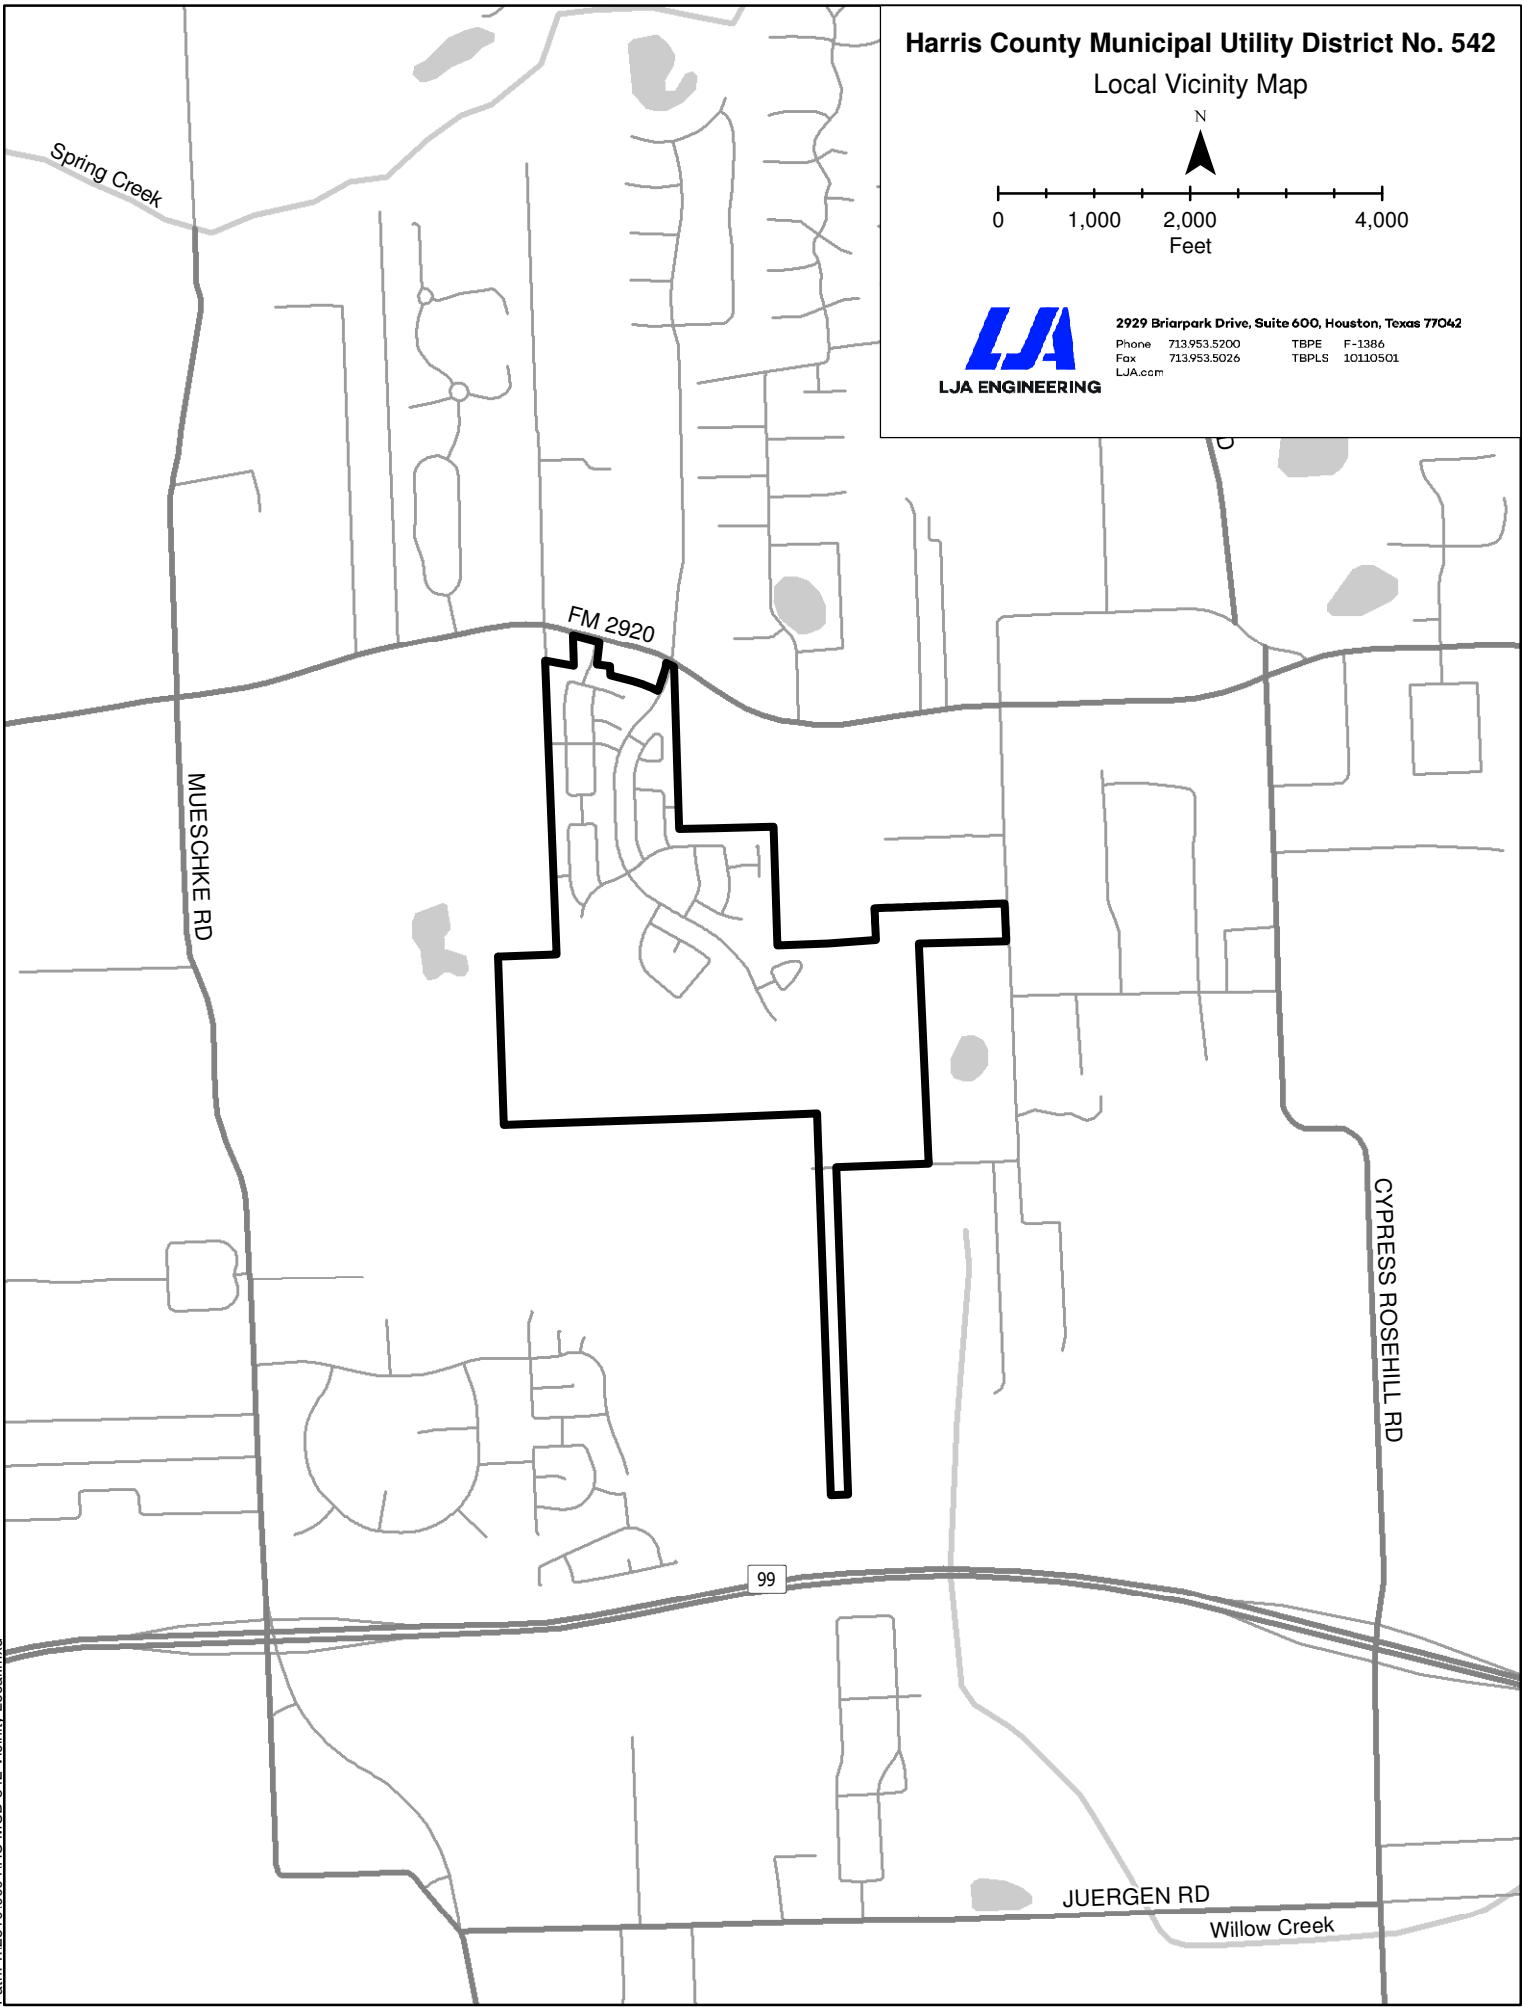 Harris County Municipal Utility District No. 542
Local Vicinity Map
N
0 1,000 2,000 4,000
Feet
LJA
LJA ENGINEERING
2929 Briarpark Drive, Suite 600, Houston, Texas 77042
Phone 713.953.5200 TBPE F-1386
Fax 713.953.5026 TBPLS 10110501
LJA.com
Spring Creek
D
FM 2920
MUESCHKE RD
CYPRESS ROSEHILL RD
99
JUERGEN RD
Willow Creek